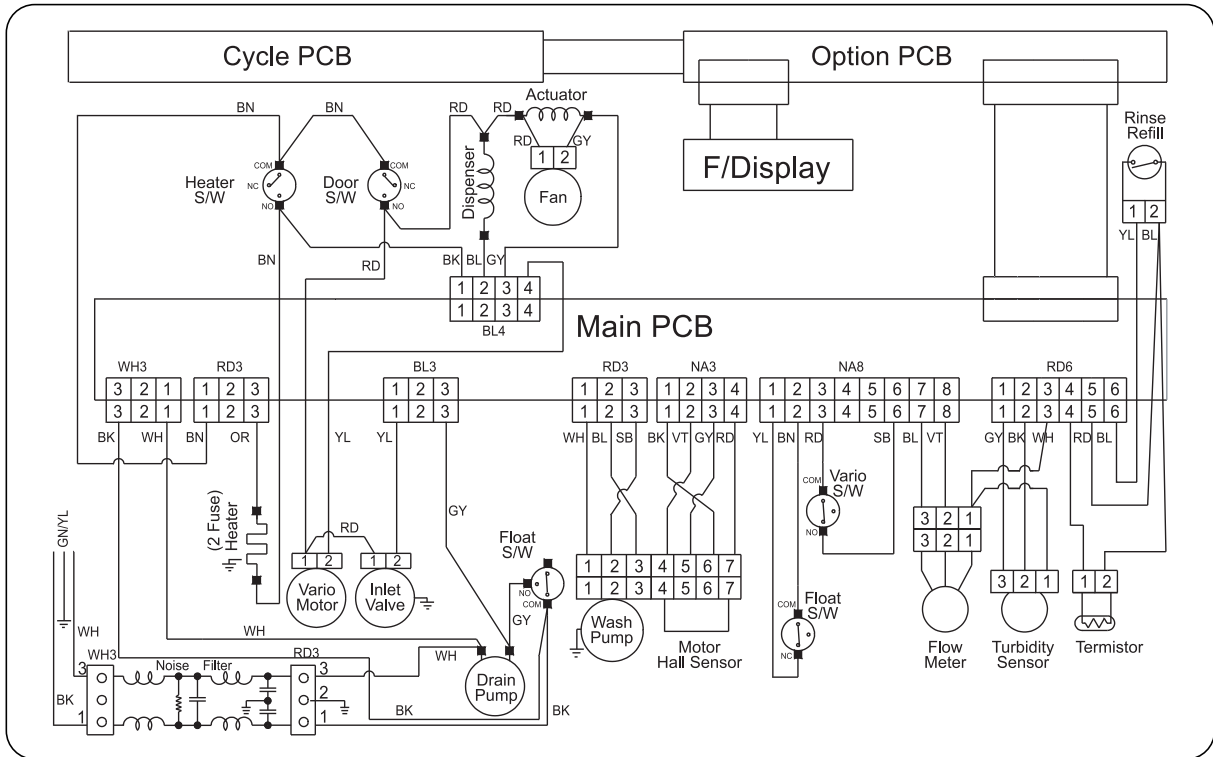 Cycle PCB
Option PCB
F/Display
Actuator
BN
BN
RD
RD
RD
GY
1 2
Fan
Dispenser
Rinse
Refill
1 2
YL BL
COM
NC
NO
Heater
S/W
COM
NC
NO
Door
S/W
BN
RD
BK BL GY
1 2 3 4
1 2 3 4
BL4
Main PCB
WH3
3 2 1
3 2 1
BK WH
RD3
1 2 3
1 2 3
BN OR
YL
BL3
1 2 3
1 2 3
YL
GY
RD3
1 2 3
1 2 3
WH BL SB
NA3
1 2 3 4
1 2 3 4
BK VT GY RD
NA8
1 2 3 4 5 6 7 8
1 2 3 4 5 6 7 8
YL BN RD SB BL VT
RD6
1 2 3 4 5 6
1 2 3 4 5 6
GY BK WH RD BL
GN/YL
(2 Fuse)
Heater
RD
1 2
Vario
Motor
1 2
Inlet
Valve
Float
S/W
NO
COM
GY
1 2 3 4 5 6 7
1 2 3 4 5 6 7
Wash
Pump
Motor
Hall Sensor
COM
NO
Vario
S/W
COM
NC
Float
S/W
3 2 1
3 2 1
Flow
Meter
3 2 1
Turbidity
Sensor
1 2
Termistor
WH
BK
WH3
3
1
Noise Filter
RD3
3
2
1
WH
WH
Drain
Pump
BK
BK